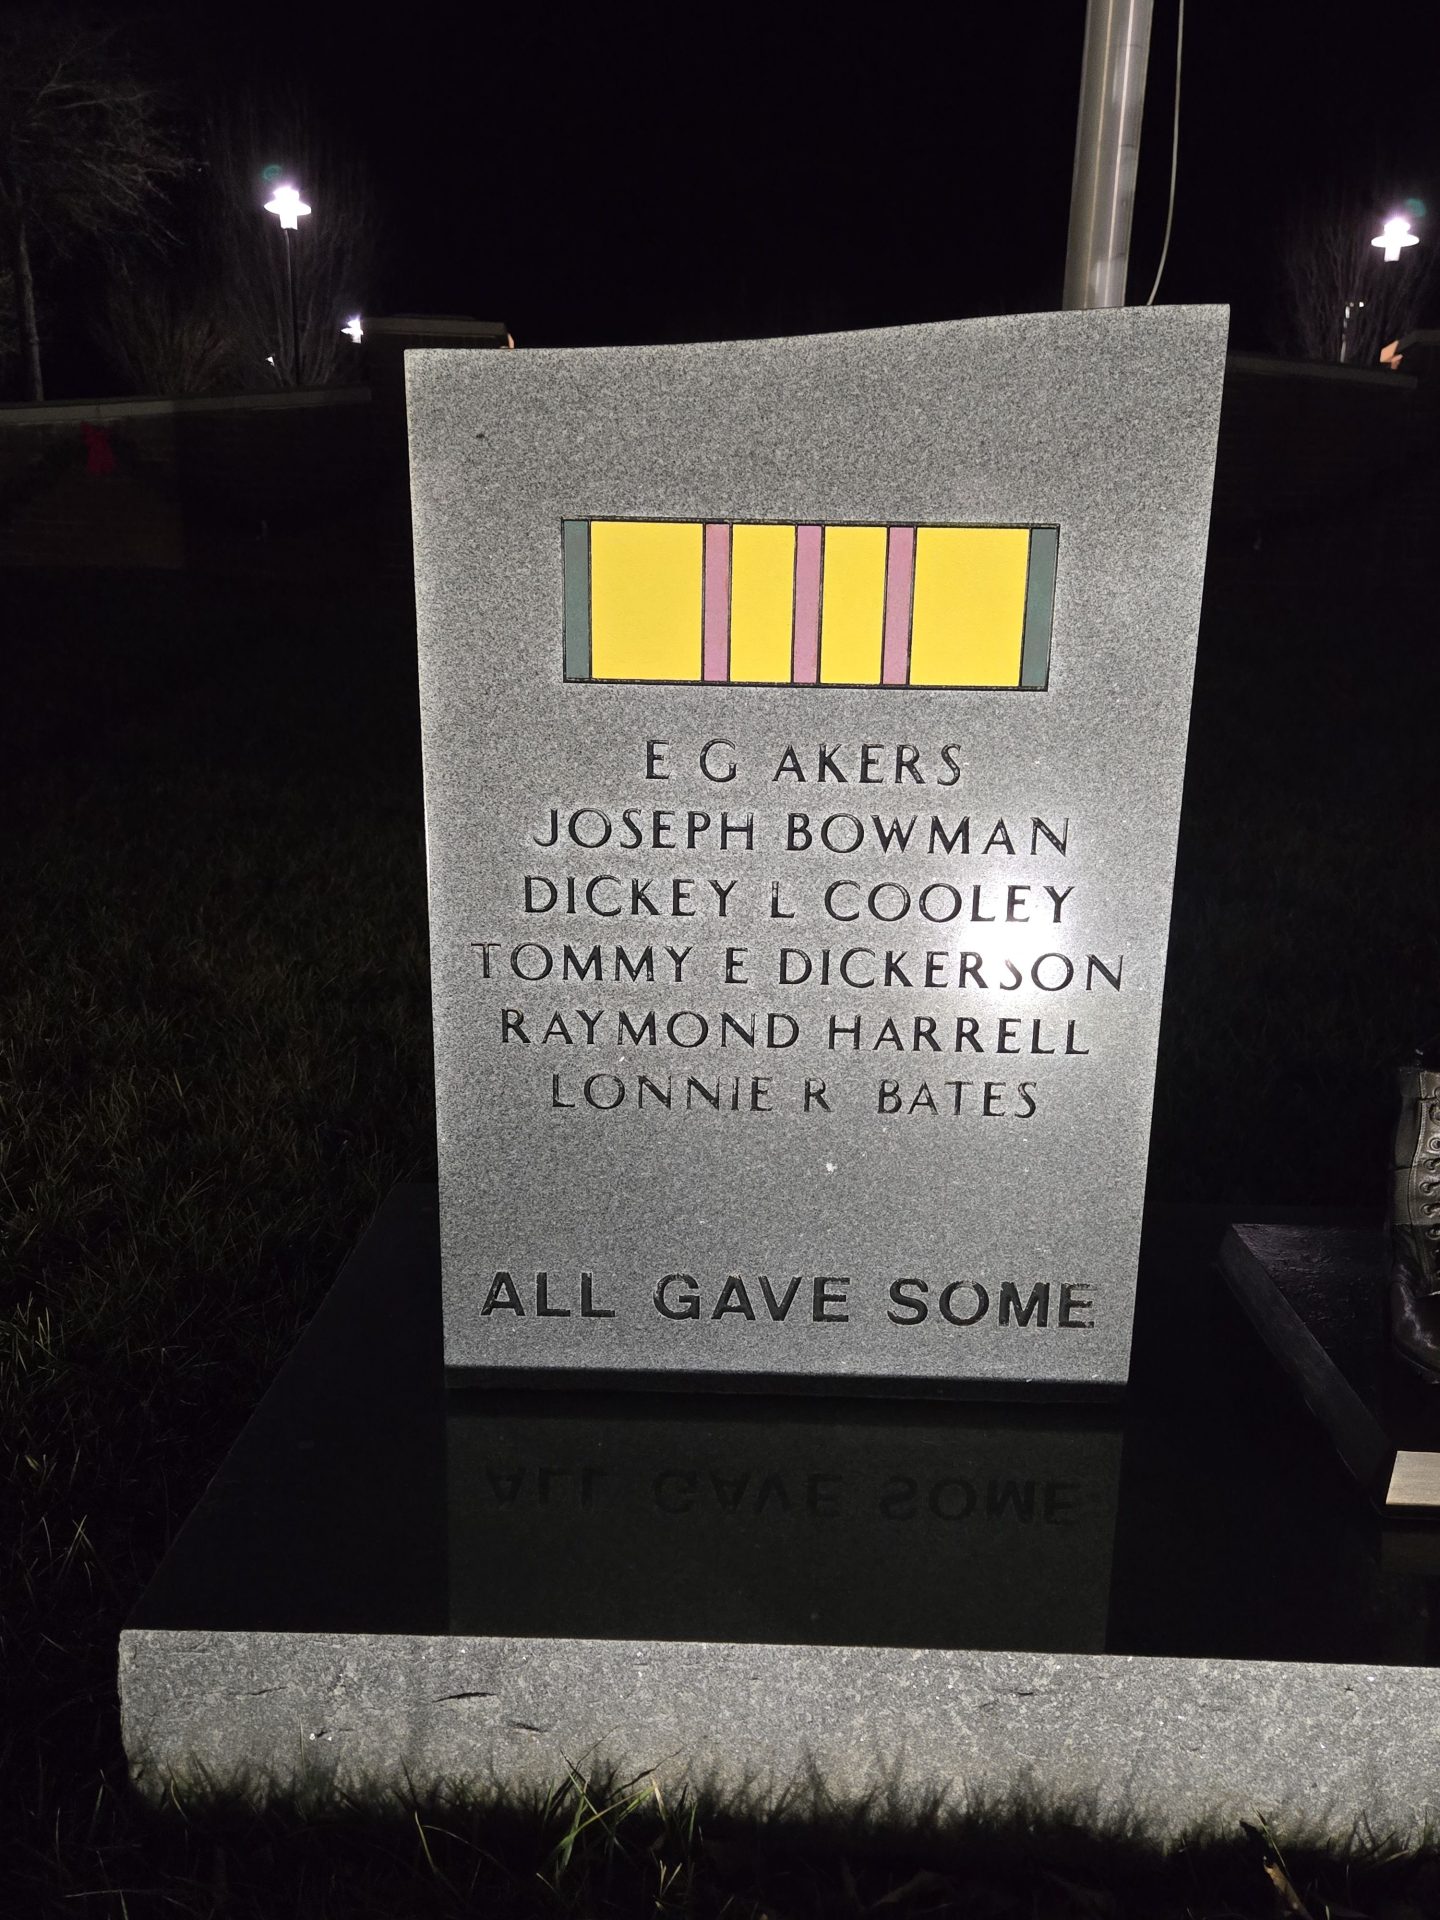 E G AKERS
JOSEPH BOWMAN
DICKEY L COOLEY
TOMMY E DICKERSON
RAYMOND HARRELL
LONNIE R BATES
ALL GAVE SOME